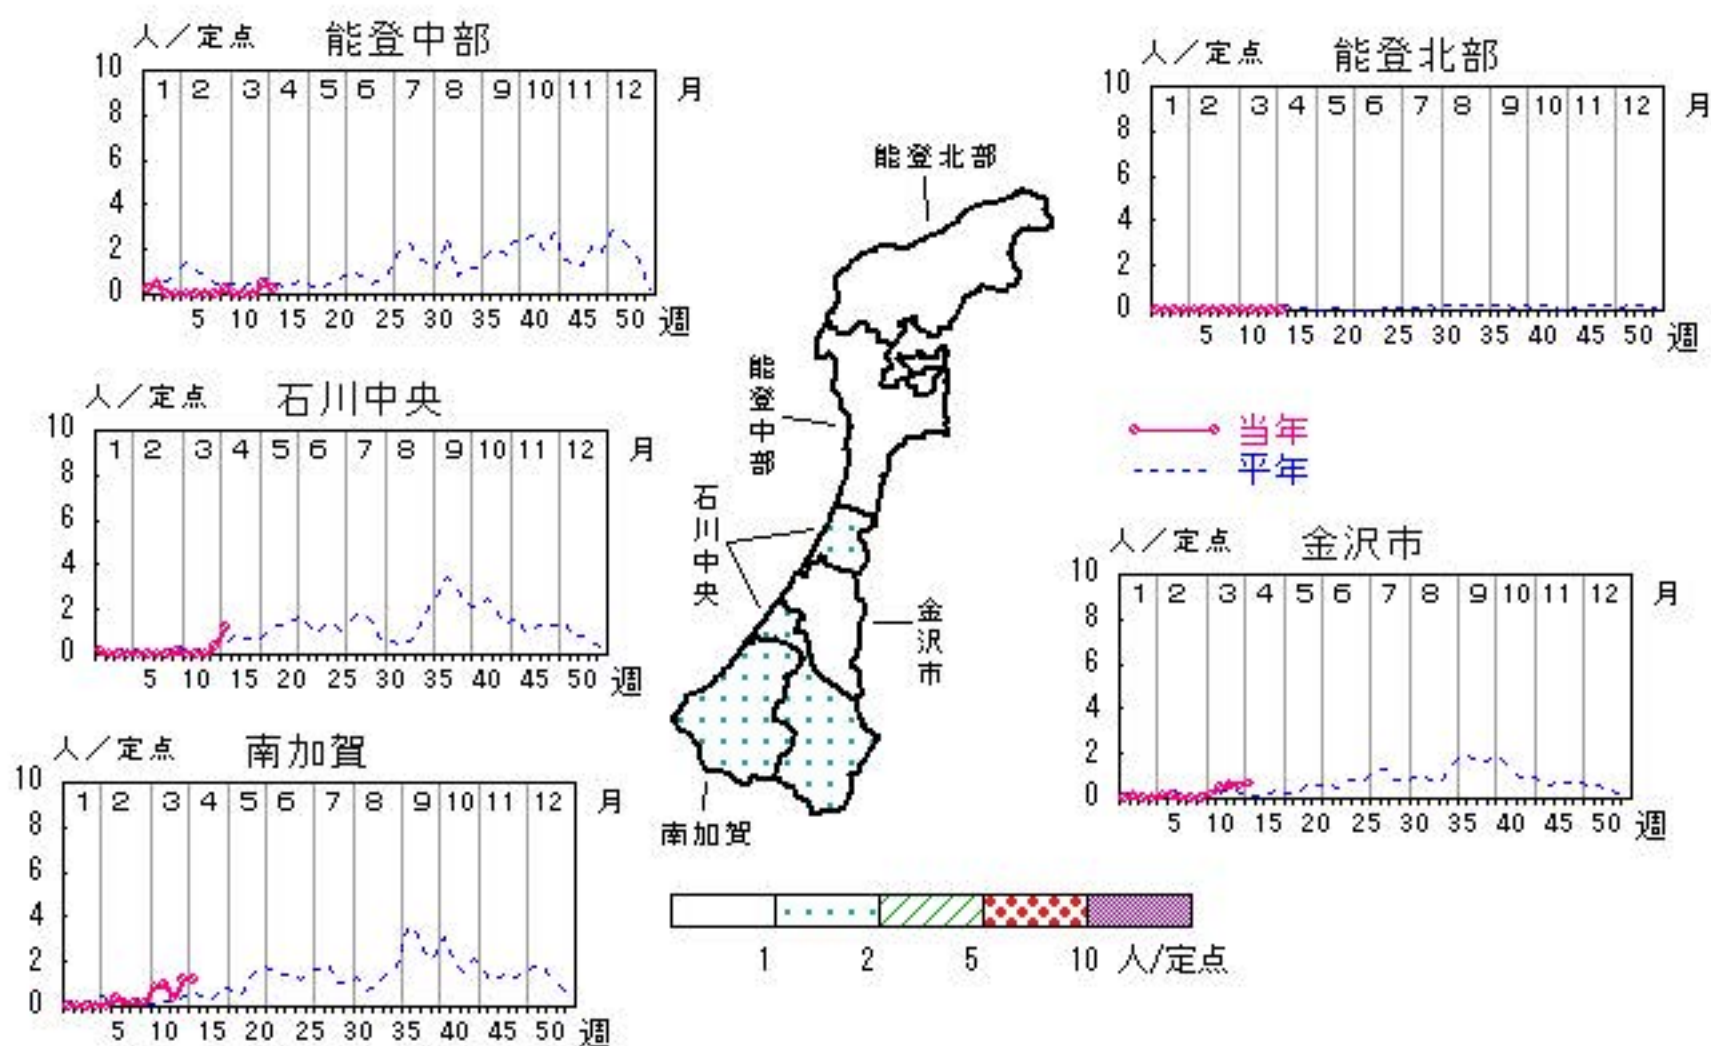 人／定点 能登中部
10 8 6 4 2 0
1 2 3 4 5 6 7 8 9 10 11 12 月
5 10 15 20 25 30 35 40 45 50 週
人／定点 能登北部
10 8 6 4 2 0
1 2 3 4 5 6 7 8 9 10 11 12 月
5 10 15 20 25 30 35 40 45 50 週
能登北部
能登中部
石川中央
金沢市
南加賀
人／定点 石川中央
10 8 6 4 2 0
1 2 3 4 5 6 7 8 9 10 11 12 月
5 10 15 20 25 30 35 40 45 50 週
当年
平年
人／定点 金沢市
10 8 6 4 2 0
1 2 3 4 5 6 7 8 9 10 11 12 月
5 10 15 20 25 30 35 40 45 50 週
人／定点 南加賀
10 8 6 4 2 0
1 2 3 4 5 6 7 8 9 10 11 12 月
5 10 15 20 25 30 35 40 45 50 週
1 2 5 10 人/定点